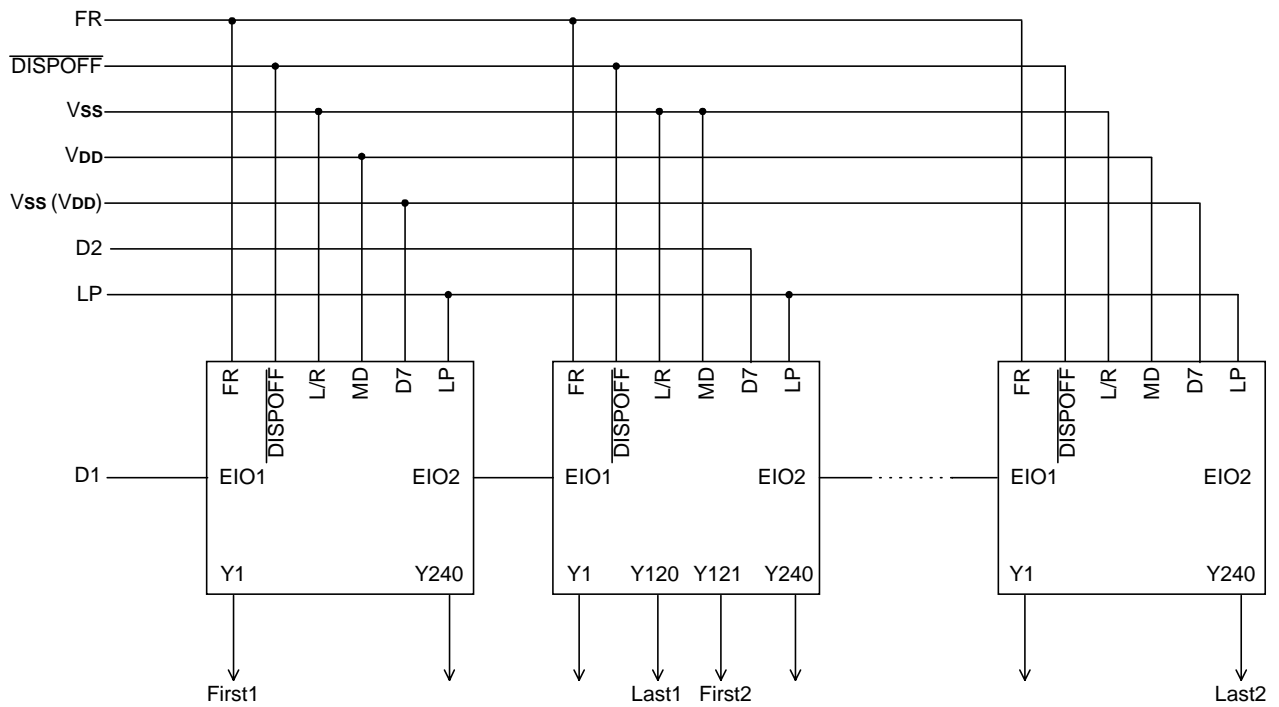 FR
DISPOFF
VSS
VDD
VSS (VDD)
D2
LP
FR DISPOFF L/R MD D7 LP
FR DISPOFF L/R MD D7 LP
FR DISPOFF L/R MD D7 LP
D1
EIO1 EIO2
EIO1 EIO2
EIO1 EIO2
Y1 Y240
Y1 Y120 Y121 Y240
Y1 Y240
First1
Last1 First2
Last2